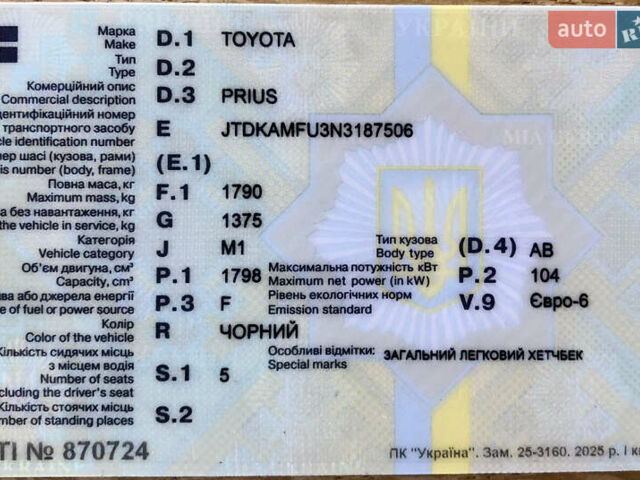 auto
УКРАЇНИ
Марка D.1 TOYOTA
Make
Тип D.2
Type
Комерційний опис D.3 PRIUS
Commercial description
дентифікаційний номер
транспортного засобу E JTDKAMFU3N3187506
identification number
шасі (кузова, рами) (E.1)
number (body, frame)
MIA UKRAINE
Повна маса, кг F.1 1790
Maximum mass, kg
без навантаження, кг G 1375
the vehicle in service, kg
Категорія J M1 Тип кузова (D.4) АВ
Vehicle category Body type
Об'єм двигуна, см³ P.1 1798 Максимальна потужність кВт P.2 104
Capacity, cm³ Maximum net power (in kW)
або джерела енергії P.3 F Рівень екологічних норм V.9 Євро-6
of fuel or power source Emission standard
Колір R ЧОРНИЙ
Color of the vehicle
Кількість сидячих місць Особливі відмітки: ЗАГАЛЬНИЙ ЛЕГКОВИЙ ХЕТЧБЕК
з місцем водія S.1 5 Special marks
Number of seats
including the driver's seat
Кількість стоячих місць S.2
Number of standing places
ТІ № 870724
ПК "Україна". Зам. 25-3160. 2025 р. І к